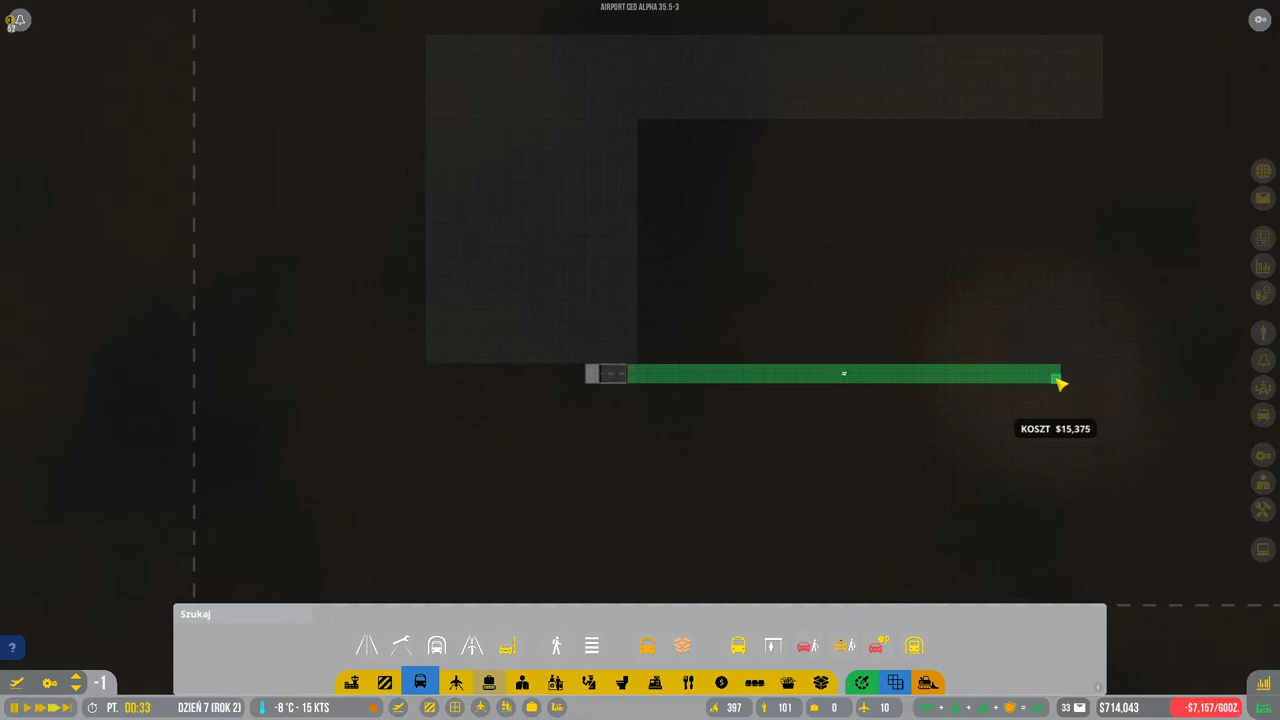 AIRPORT CEO ALPHA 35.5-3
KOSZT $15,375
Szukaj
?
-1
PT. 00:33
DZIEŃ 7 (ROK 2)
-8 °C - 15 KTS
397
101
0
10
33
$714,043
-$7,157/GODZ.